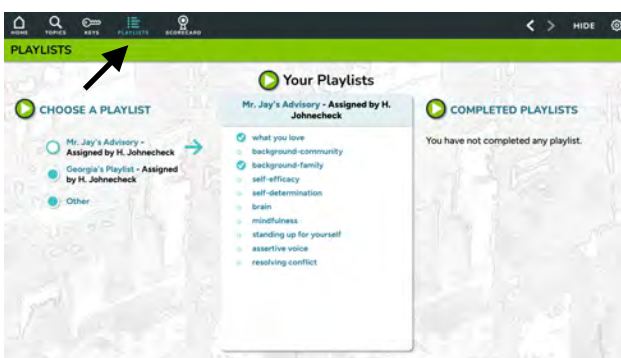 HOME TOPICS KEYS PLAYLISTS SCORECARD HIDE
PLAYLISTS
Your Playlists
CHOOSE A PLAYLIST
Mr. Jay's Advisory -
Assigned by H. Johnecheck
Georgia's Playlist - Assigned
by H. Johnecheck
Other
Mr. Jay's Advisory - Assigned by H.
Johnecheck
what you love
background-community
background-family
self-efficacy
self-determination
brain
mindfulness
standing up for yourself
assertive voice
resolving conflict
COMPLETED PLAYLISTS
You have not completed any playlist.